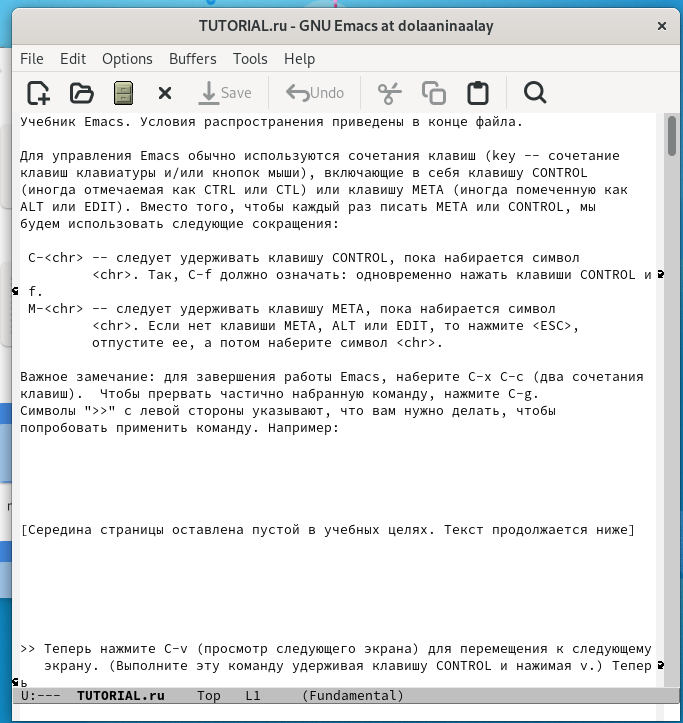 TUTORIAL.ru - GNU Emacs at dolaaninaalay
File Edit Options Buffers Tools Help
Save Undo
Учебник Emacs. Условия распространения приведены в конце файла.
Для управления Emacs обычно используются сочетания клавиш (key -- сочетание
клавиш клавиатуры и/или кнопок мыши), включающие в себя клавишу CONTROL
(иногда отмечаемая как CTRL или CTL) или клавишу META (иногда помеченную как
ALT или EDIT). Вместо того, чтобы каждый раз писать META или CONTROL, мы
будем использовать следующие сокращения:
C-<chr> -- следует удерживать клавишу CONTROL, пока набирается символ
<chr>. Так, C-f должно означать: одновременно нажать клавиши CONTROL и
f.
M-<chr> -- следует удерживать клавишу META, пока набирается символ
<chr>. Если нет клавиши META, ALT или EDIT, то нажмите <ESC>,
отпустите ее, а потом наберите символ <chr>.
Важное замечание: для завершения работы Emacs, наберите C-x C-c (два сочетания
клавиш). Чтобы прервать частично набранную команду, нажмите C-g.
Символы ">>" с левой стороны указывают, что вам нужно делать, чтобы
попробовать применить команду. Например:
[Середина страницы оставлена пустой в учебных целях. Текст продолжается ниже]
>> Теперь нажмите C-v (просмотр следующего экрана) для перемещения к следующему
экрану. (Выполните эту команду удерживая клавишу CONTROL и нажимая v.) Тепер
ь
U:--- TUTORIAL.ru Top L1 (Fundamental)